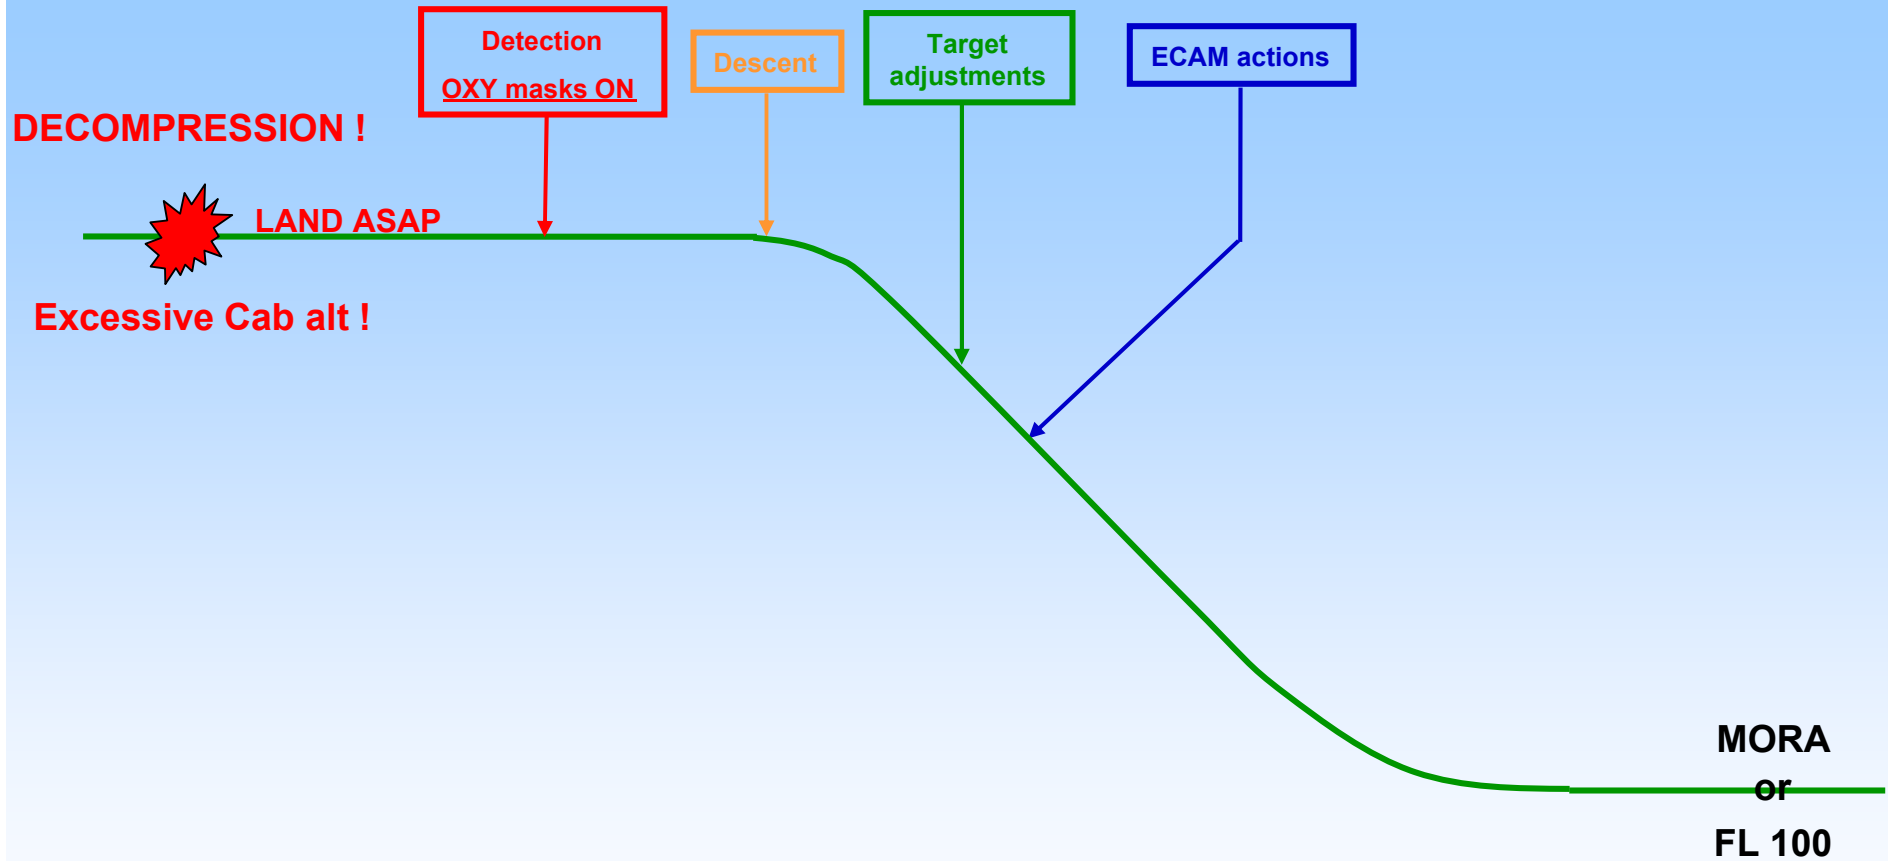 Detection
OXY masks ON
Descent
Target
adjustments
ECAM actions
DECOMPRESSION !
LAND ASAP
Excessive Cab alt !
MORA
or
FL 100